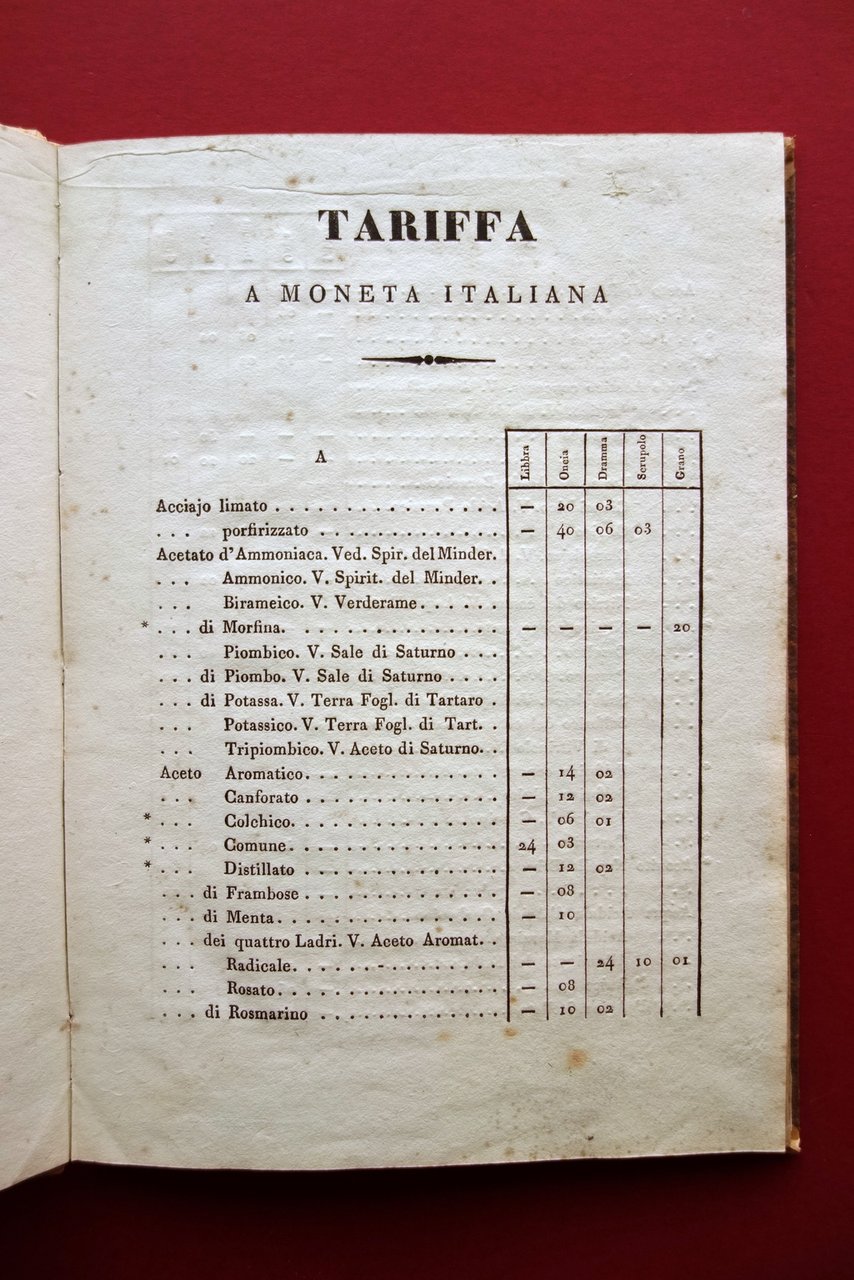 TARIFFA
A MONETA ITALIANA
A Libbra Oncia Dramma Scrupolo Grano
Acciajo limato . . . . . . . . . . . . . . . . — 20 03
. . . porfirizzato . . . . . . . . . . . . . — 40 06 03
Acetato d'Ammoniaca. Ved. Spir. del Minder.
. . . Ammonico. V. Spirit. del Minder. .
. . . Birameico. V. Verderame . . . . . .
* . . . di Morfina. . . . . . . . . . . . . . . — — — — 20
. . . Piombico. V. Sale di Saturno . . .
. . . di Piombo. V. Sale di Saturno . . . .
. . . di Potassa. V. Terra Fogl. di Tartaro .
. . . Potassico. V. Terra Fogl. di Tart. .
. . . Tripiombico. V. Aceto di Saturno. .
Aceto Aromatico. . . . . . . . . . . . . . — 14 02
. . . Canforato . . . . . . . . . . . . . . — 12 02
* . . . Colchico. . . . . . . . . . . . . . . — 06 01
* . . . Comune. . . . . . . . . . . . . . . . 24 03
* . . . Distillato . . . . . . . . . . . . . . — 12 02
. . . di Frambose . . . . . . . . . . . . . . — 08
. . . di Menta. . . . . . . . . . . . . . . . — 10
. . . dei quattro Ladri. V. Aceto Aromat. .
. . . Radicale. . . . . . . . . . . . . . . — — 24 10 01
. . . Rosato. . . . . . . . . . . . . . . . — 08
. . . di Rosmarino . . . . . . . . . . . . . — 10 02